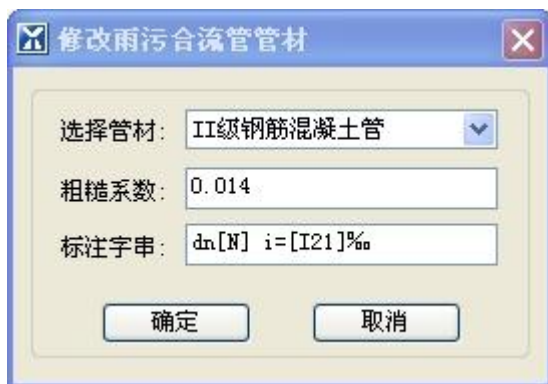 修改雨污合流管管材
选择管材: II级钢筋混凝土管
粗糙系数: 0.014
标注字串: dn[N] i=[I21]‰
确定 取消